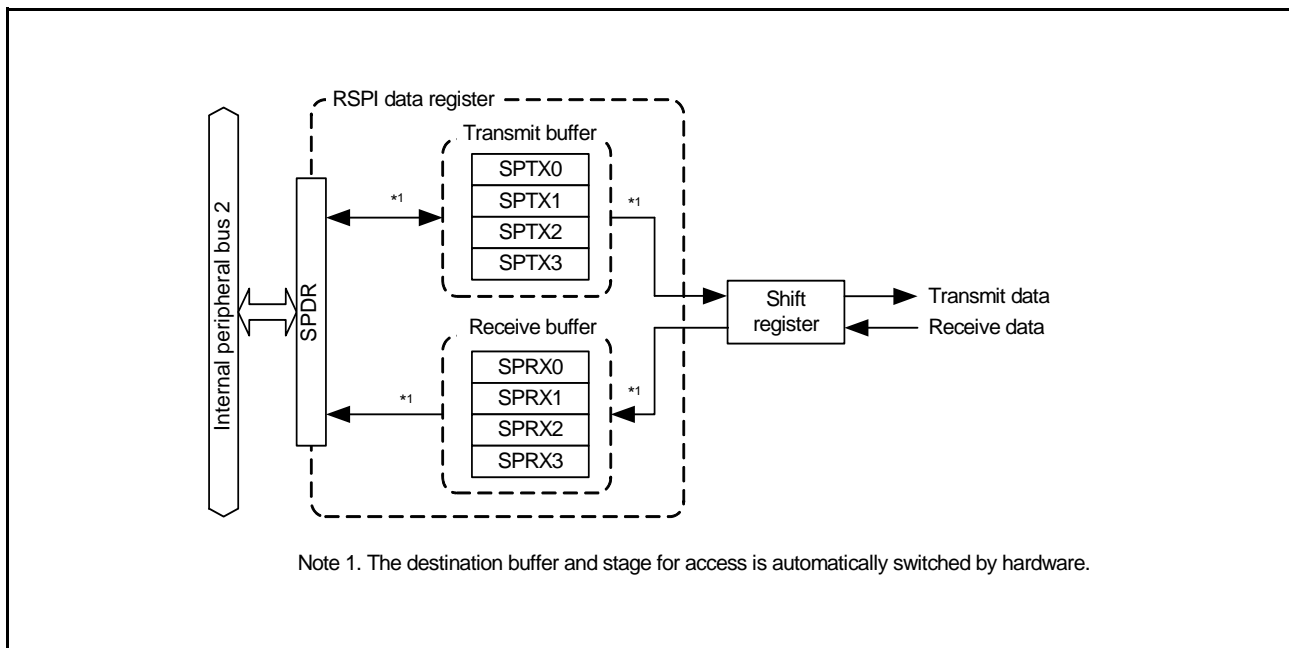 RSPI data register
Transmit buffer
SPTX0
SPTX1
SPTX2
SPTX3
*1
*1
Internal peripheral bus 2
SPDR
Shift
register
Transmit data
Receive data
Receive buffer
SPRX0
SPRX1
SPRX2
SPRX3
*1
*1
Note 1. The destination buffer and stage for access is automatically switched by hardware.